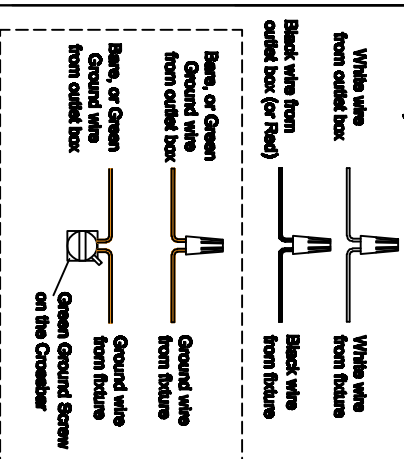 White wire
from outlet box
White wire
from fixture
Black wire from
outlet box (or Red)
Black wire
from fixture
Bare, or Green
Ground wire
from outlet box
Ground wire
from fixture
Bare, or Green
Ground wire
from outlet box
Ground wire
from fixture
Green Ground Screw
on the Crossbar